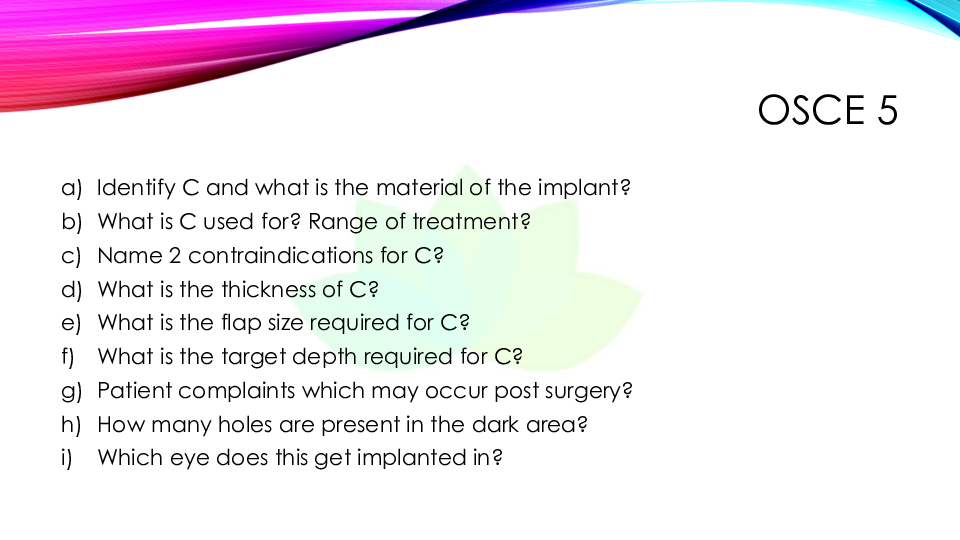 OSCE 5
a) Identify C and what is the material of the implant?
b) What is C used for? Range of treatment?
c) Name 2 contraindications for C?
d) What is the thickness of C?
e) What is the flap size required for C?
f) What is the target depth required for C?
g) Patient complaints which may occur post surgery?
h) How many holes are present in the dark area?
i) Which eye does this get implanted in?